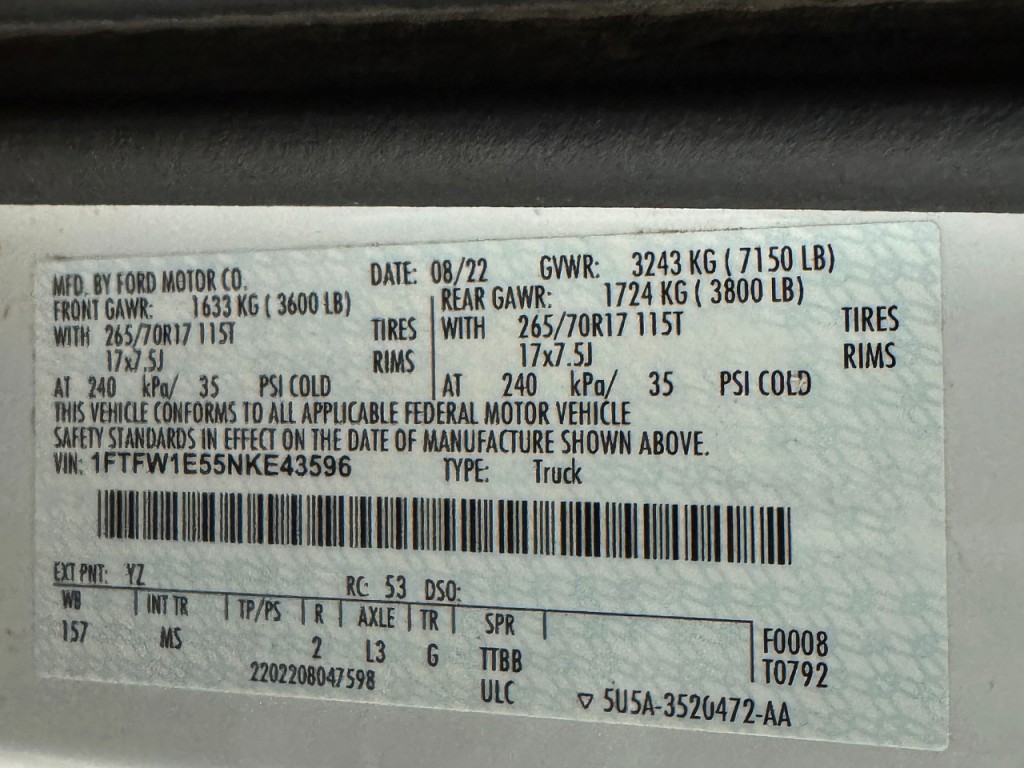 MFD. BY FORD MOTOR CO. DATE: 08/22 GVWR: 3243 KG ( 7150 LB)
FRONT GAWR: 1633 KG ( 3600 LB) REAR GAWR: 1724 KG ( 3800 LB)
WITH 265/70R17 115T TIRES WITH 265/70R17 115T TIRES
17x7.5J RIMS 17x7.5J RIMS
AT 240 kPa/ 35 PSI COLD AT 240 kPa/ 35 PSI COLD
THIS VEHICLE CONFORMS TO ALL APPLICABLE FEDERAL MOTOR VEHICLE
SAFETY STANDARDS IN EFFECT ON THE DATE OF MANUFACTURE SHOWN ABOVE.
VIN: 1FTFW1E55NKE43596 TYPE: Truck
EXT PNT: YZ RC: 53 DSO:
WB INT TR TP/PS R AXLE TR SPR
157 MS 2 L3 G TTBB F0008
2202208047598 ULC T0792
5U5A-3520472-AA